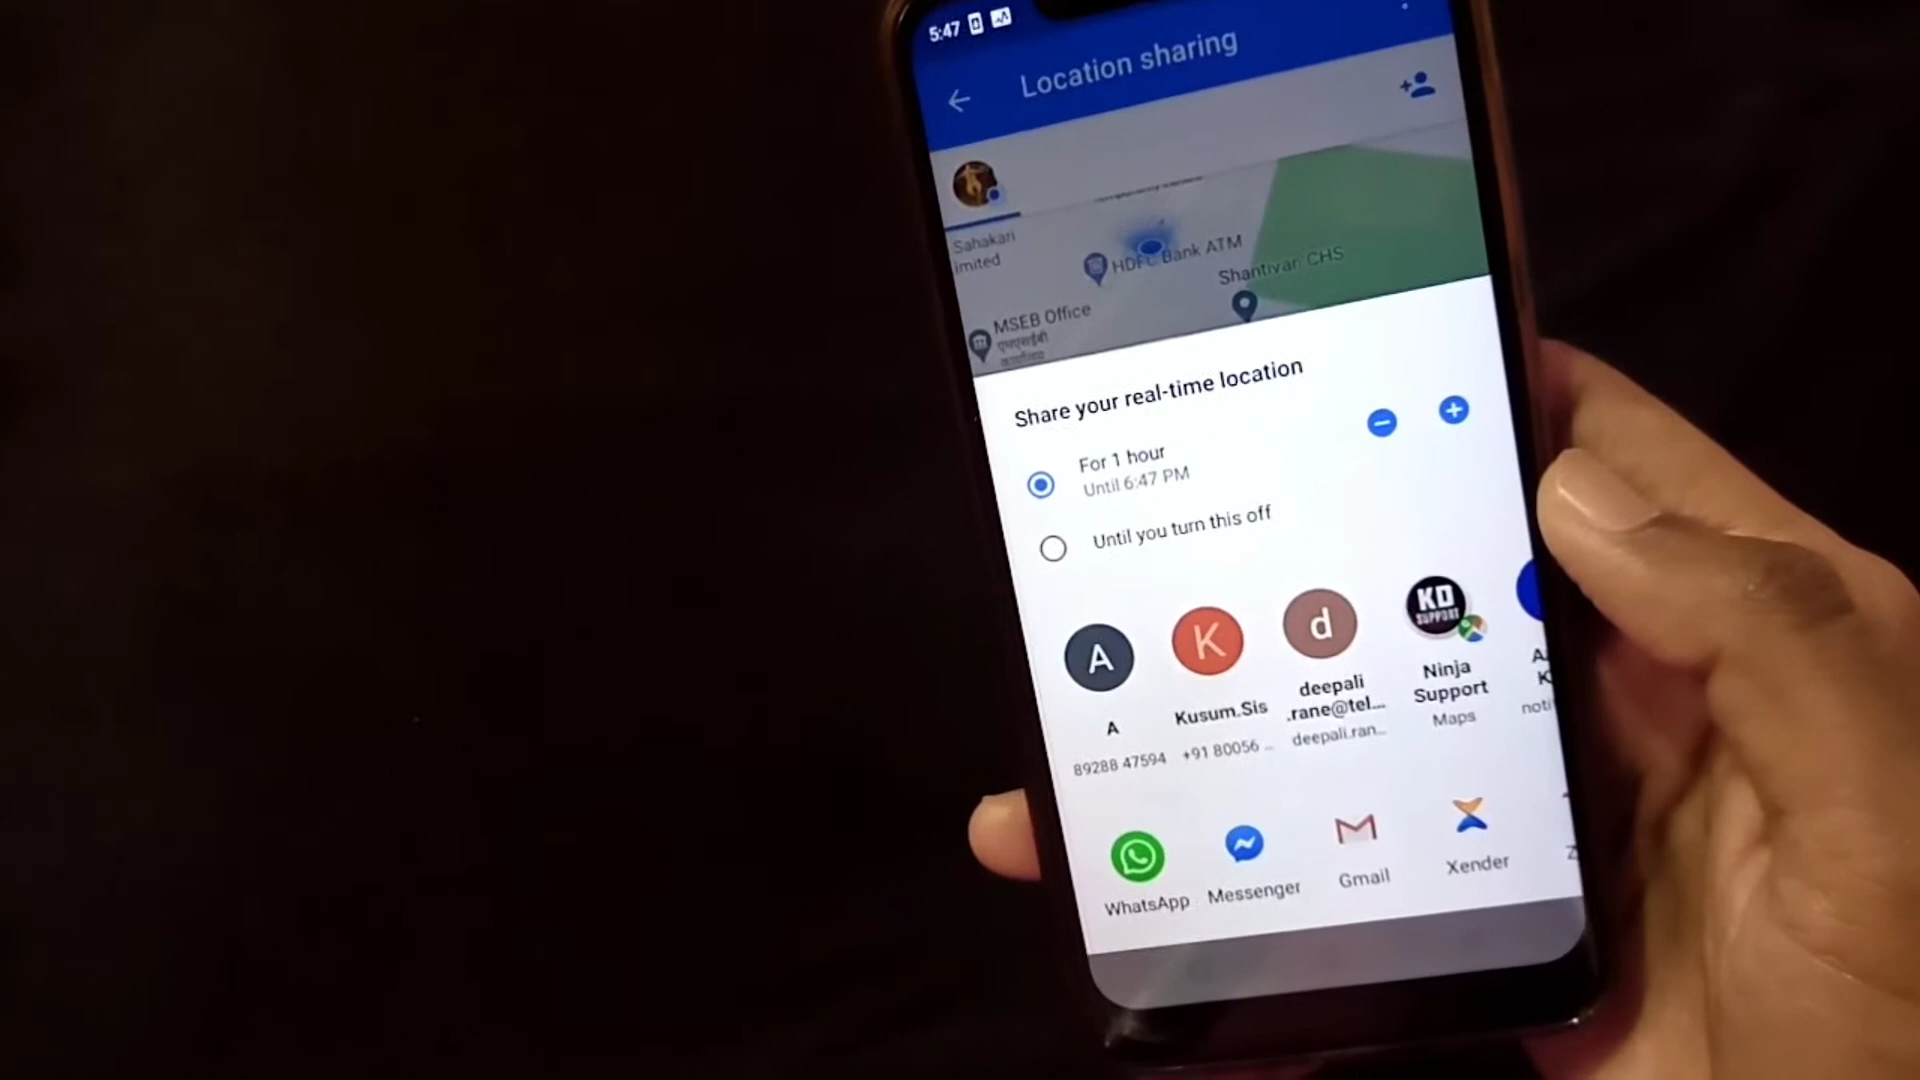 5:47
Location sharing
Sahakari
imited
HDFC Bank ATM
Shantivan CHS
MSEB Office
एमएसईबी
कार्यालय
Share your real-time location
For 1 hour
Until 6:47 PM
Until you turn this off
A
K
d
KD
SUPPORT
A
Kusum.Sis
deepali
.rane@tel...
Ninja
Support
89288 47594
+91 80056 ...
deepali.ran...
Maps
noti
WhatsApp
Messenger
Gmail
Xender